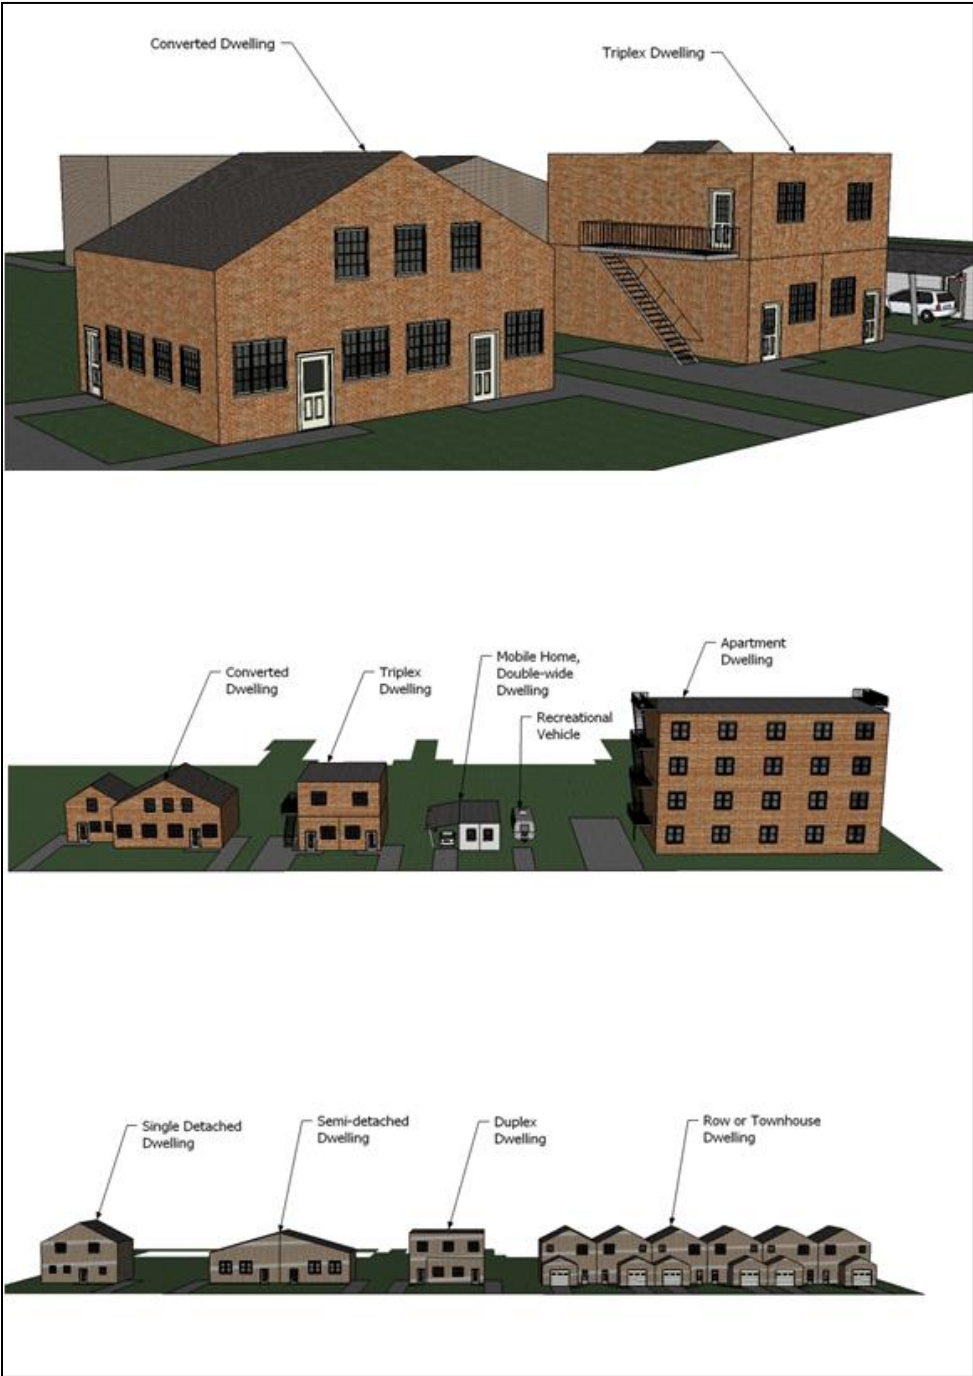 Converted Dwelling
Triplex Dwelling
Converted
Dwelling
Triplex
Dwelling
Mobile Home,
Double-wide
Dwelling
Recreational
Vehicle
Apartment
Dwelling
Single Detached
Dwelling
Semi-detached
Dwelling
Duplex
Dwelling
Row or Townhouse
Dwelling